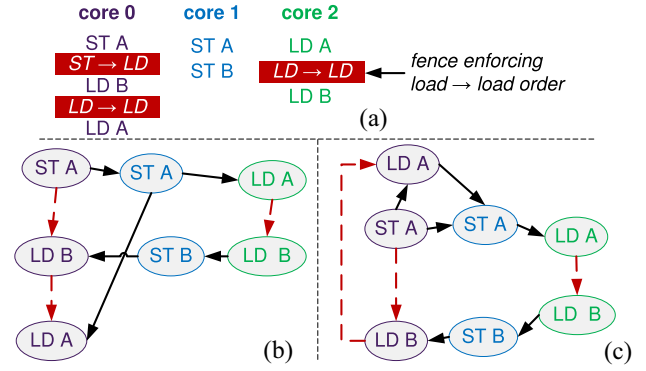 core 0 core 1 core 2
ST A ST A LD A
ST → LD ST B LD → LD fence enforcing
LD B LD B load → load order
LD → LD
LD A
(a)
ST A ST A LD A
LD B ST B LD B
LD A
(b)
LD A
ST A ST A LD A
LD B ST B LD B
(c)